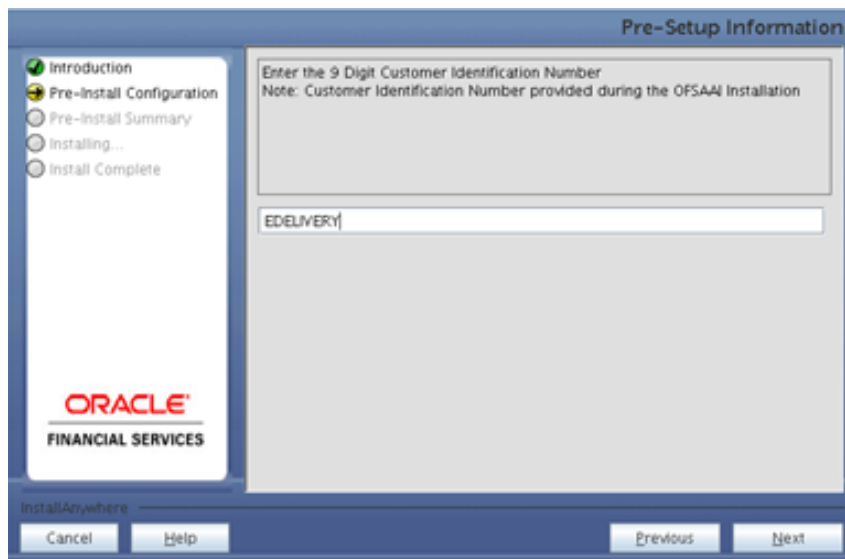 Pre-Setup Information
Introduction
Pre-Install Configuration
Pre-Install Summary
Installing...
Install Complete
Enter the 9 Digit Customer Identification Number
Note: Customer Identification Number provided during the OFSAAI Installation
EDELIVERY
ORACLE
FINANCIAL SERVICES
InstallAnywhere
Cancel
Help
Previous
Next